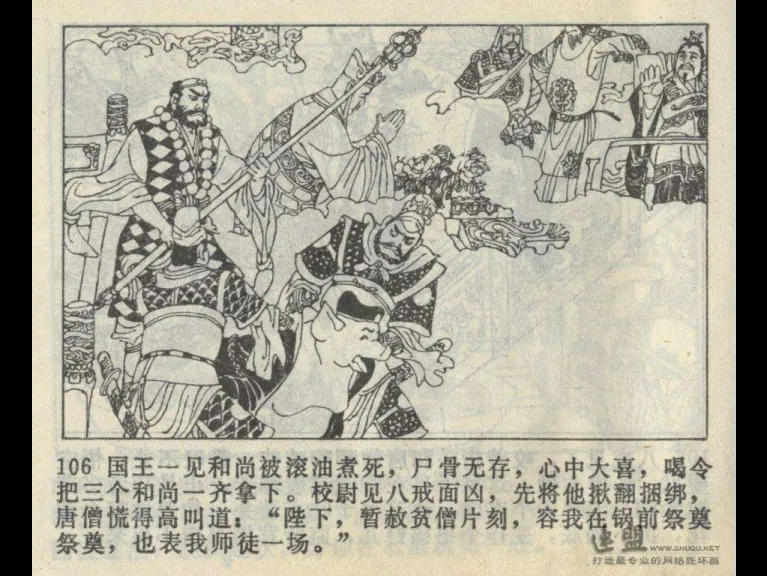 106 国王一见和尚被滚油煮死，尸骨无存，心中大喜，喝令
把三个和尚一齐拿下。校尉见八戒面凶，先将他揪翻捆绑，
唐僧慌得高叫道：“陛下，暂赦贫僧片刻，容我在锅前祭奠
祭奠，也表我师徒一场。”
连盟 WWW.SHUQU.NET
打造最专业的网络连环画